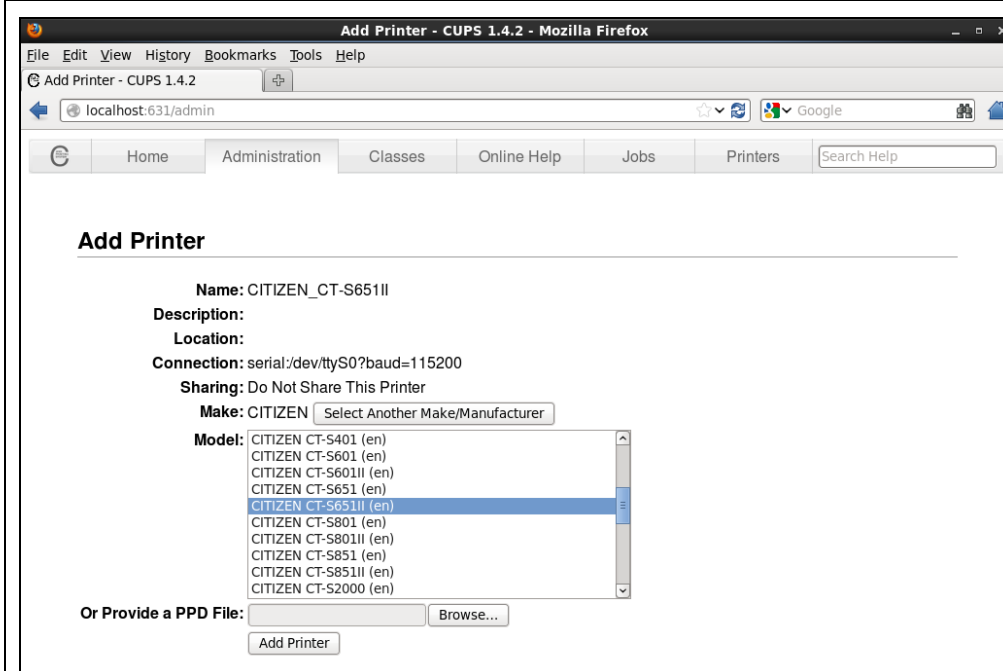 Add Printer - CUPS 1.4.2 - Mozilla Firefox
File Edit View History Bookmarks Tools Help
Add Printer - CUPS 1.4.2
localhost:631/admin Google
Home Administration Classes Online Help Jobs Printers Search Help
Add Printer
Name: CITIZEN_CT-S651II
Description:
Location:
Connection: serial:/dev/ttyS0?baud=115200
Sharing: Do Not Share This Printer
Make: CITIZEN Select Another Make/Manufacturer
Model: CITIZEN CT-S401 (en)
CITIZEN CT-S601 (en)
CITIZEN CT-S601II (en)
CITIZEN CT-S651 (en)
CITIZEN CT-S651II (en)
CITIZEN CT-S801 (en)
CITIZEN CT-S801II (en)
CITIZEN CT-S851 (en)
CITIZEN CT-S851II (en)
CITIZEN CT-S2000 (en)
Or Provide a PPD File: Browse...
Add Printer